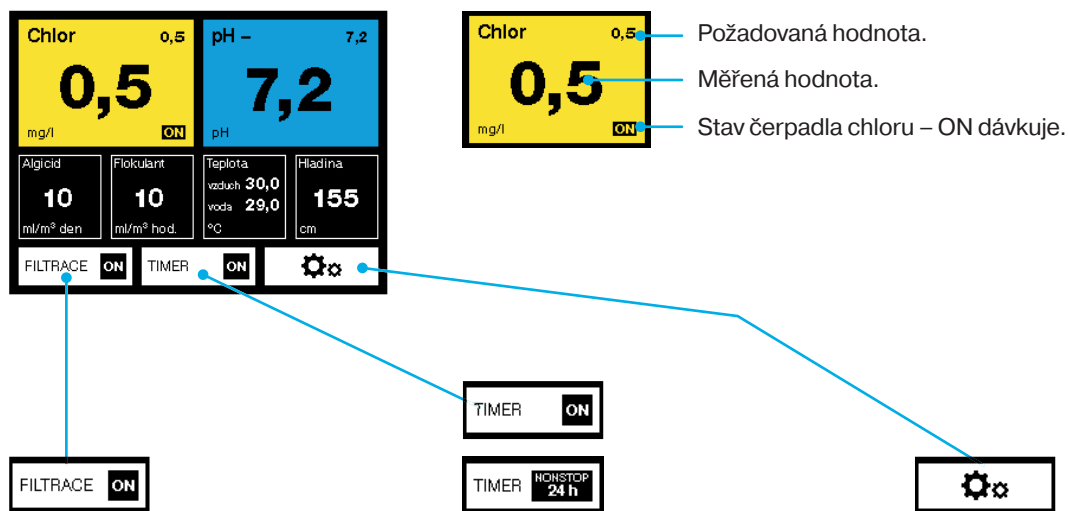 Chlor 0,5
0,5
mg/l ON
pH – 7,2
7,2
pH
Algicid
10
ml/m³ den
Flokulant
10
ml/m³ hod.
Teplota
vzduch 30,0
voda 29,0
°C
Hladina
155
cm
FILTRACE ON
TIMER ON
Chlor 0,5
0,5
mg/l ON
Požadovaná hodnota.
Měřená hodnota.
Stav čerpadla chloru – ON dávkuje.
TIMER ON
FILTRACE ON
TIMER NONSTOP
24 h